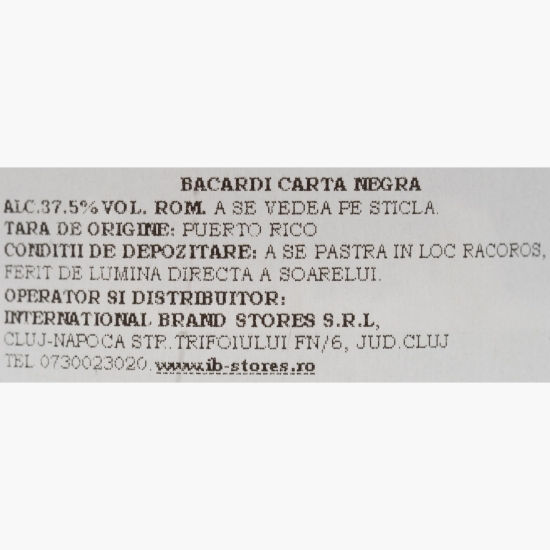 BACARDI CARTA NEGRA
ALC.37.5% VOL. ROM. A SE VEDEA PE STICLA.
TARA DE ORIGINE: PUERTO RICO
CONDITII DE DEPOZITARE: A SE PASTRA IN LOC RACOROS,
FERIT DE LUMINA DIRECTA A SOARELUI.
OPERATOR SI DISTRIBUITOR:
INTERNATIONAL BRAND STORES S.R.L,
CLUJ-NAPOCA STR. TRIFOIULUI FN/6, JUD.CLUJ
TEL 0730023020. www.ib-stores.ro